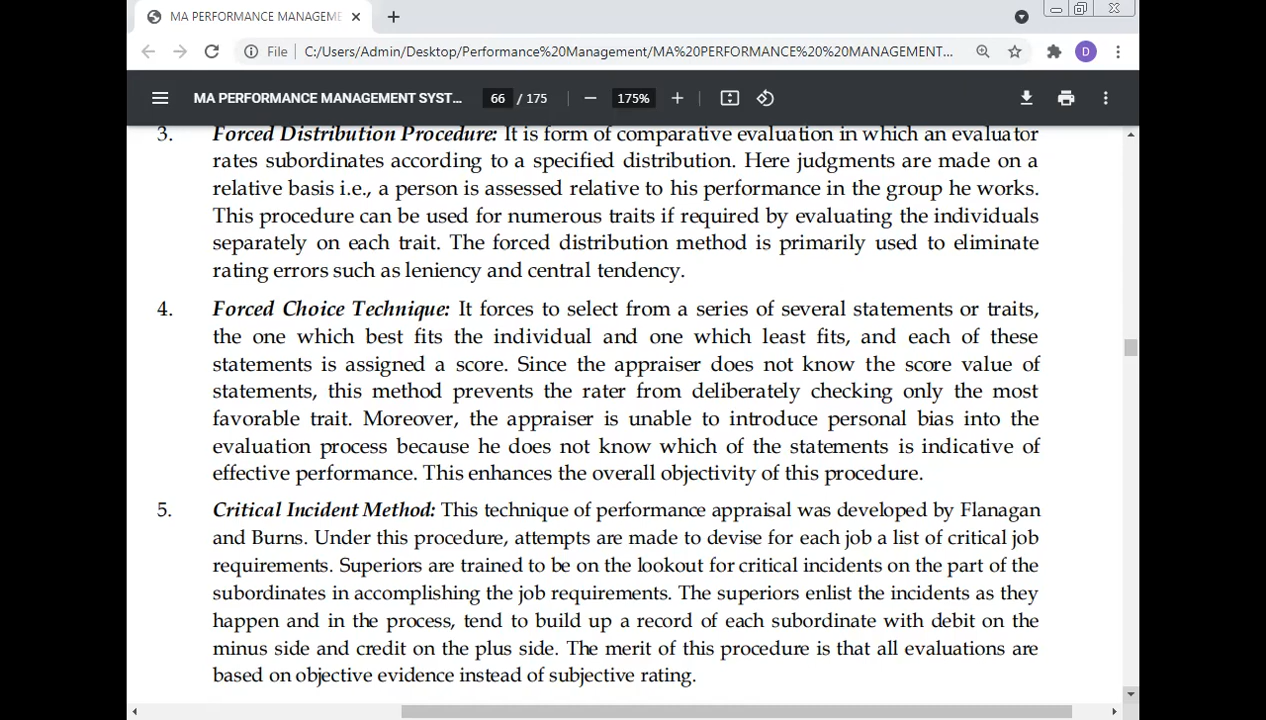 MA PERFORMANCE MANAGEME
File C:/Users/Admin/Desktop/Performance%20Management/MA%20PERFORMANCE%20%20MANAGEMENT... D
MA PERFORMANCE MANAGEMENT SYST... 66 / 175 175%
3. Forced Distribution Procedure: It is form of comparative evaluation in which an evaluator
rates subordinates according to a specified distribution. Here judgments are made on a
relative basis i.e., a person is assessed relative to his performance in the group he works.
This procedure can be used for numerous traits if required by evaluating the individuals
separately on each trait. The forced distribution method is primarily used to eliminate
rating errors such as leniency and central tendency.
4. Forced Choice Technique: It forces to select from a series of several statements or traits,
the one which best fits the individual and one which least fits, and each of these
statements is assigned a score. Since the appraiser does not know the score value of
statements, this method prevents the rater from deliberately checking only the most
favorable trait. Moreover, the appraiser is unable to introduce personal bias into the
evaluation process because he does not know which of the statements is indicative of
effective performance. This enhances the overall objectivity of this procedure.
5. Critical Incident Method: This technique of performance appraisal was developed by Flanagan
and Burns. Under this procedure, attempts are made to devise for each job a list of critical job
requirements. Superiors are trained to be on the lookout for critical incidents on the part of the
subordinates in accomplishing the job requirements. The superiors enlist the incidents as they
happen and in the process, tend to build up a record of each subordinate with debit on the
minus side and credit on the plus side. The merit of this procedure is that all evaluations are
based on objective evidence instead of subjective rating.